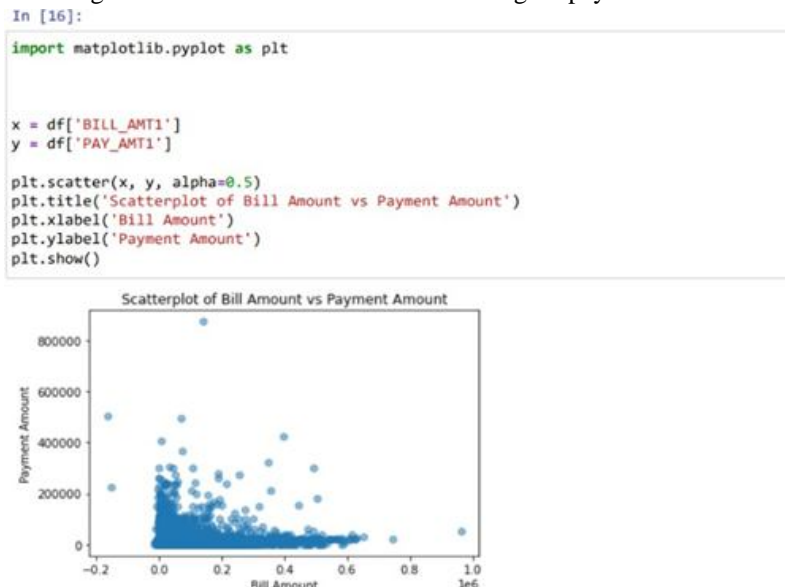 In [16]:
import matplotlib.pyplot as plt
x = df['BILL_AMT1']
y = df['PAY_AMT1']
plt.scatter(x, y, alpha=0.5)
plt.title('Scatterplot of Bill Amount vs Payment Amount')
plt.xlabel('Bill Amount')
plt.ylabel('Payment Amount')
plt.show()
Scatterplot of Bill Amount vs Payment Amount
800000
600000
400000
200000
0
Payment Amount
−0.2 0.0 0.2 0.4 0.6 0.8 1.0
Bill Amount 1e6